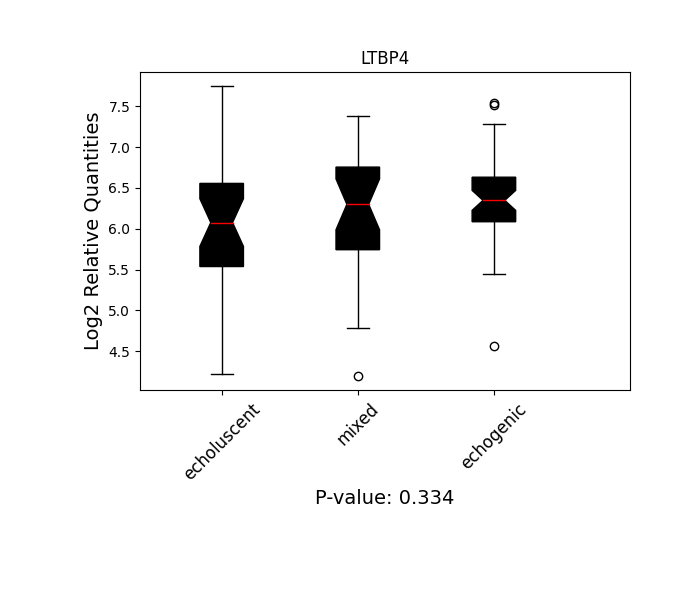 LTBP4
Log2 Relative Quantities
7.5
7.0
6.5
6.0
5.5
5.0
4.5
echoluscent
mixed
echogenic
P-value: 0.334